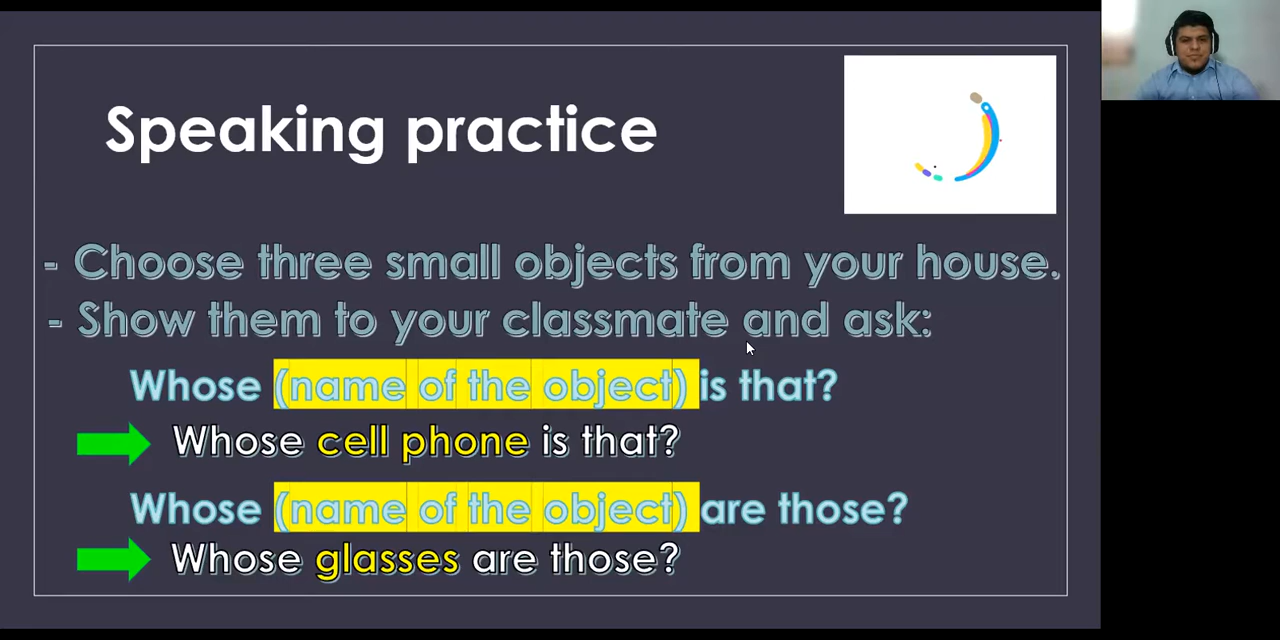 Speaking practice
- Choose three small objects from your house.
- Show them to your classmate and ask:
Whose (name of the object) is that?
Whose cell phone is that?
Whose (name of the object) are those?
Whose glasses are those?